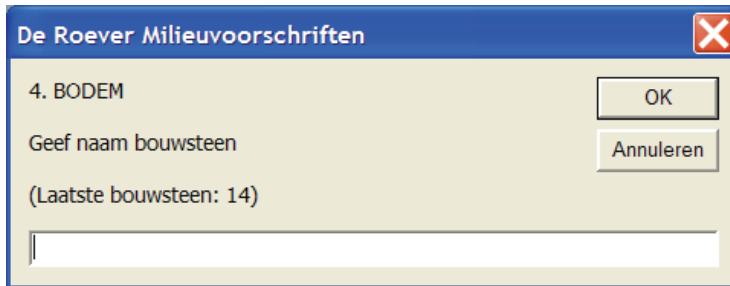 De Roever Milieuvoorschriften
4. BODEM
OK
Geef naam bouwsteen
Annuleren
(Laatste bouwsteen: 14)